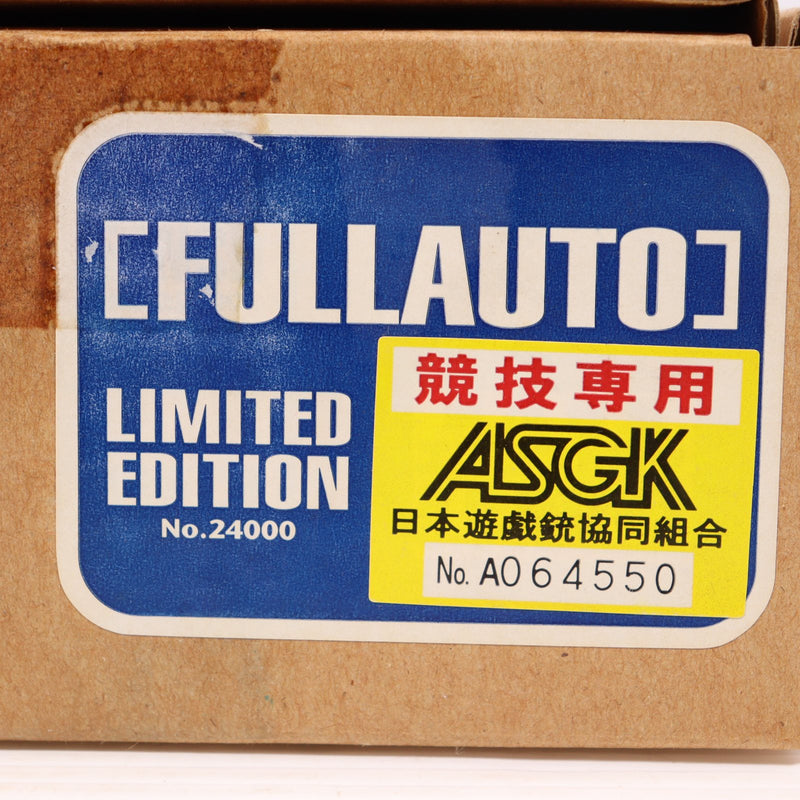 [FULLAUTO]
LIMITED
EDITION
No.24000
競技専用
ASGK
日本遊戯銃協同組合
No. A064550